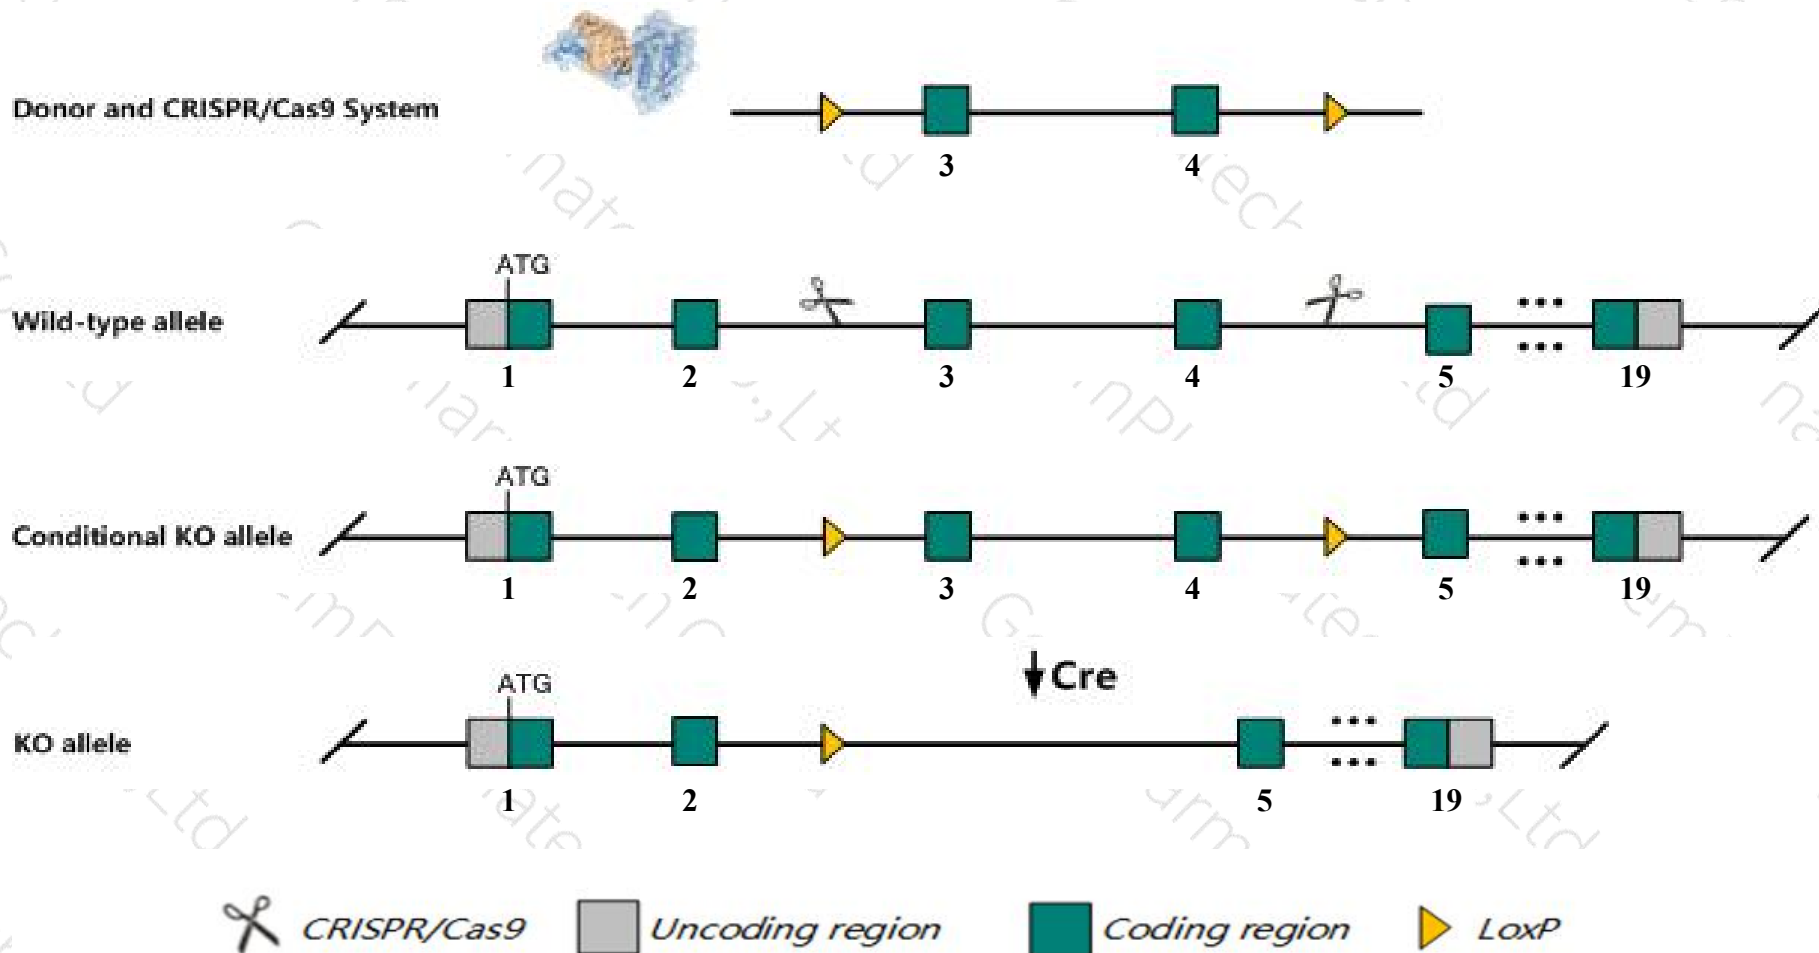 Donor and CRISPR/Cas9 System
3 4
ATG
Wild-type allele
1 2 3 4 5 19
ATG
Conditional KO allele
1 2 3 4 5 19
Cre
ATG
KO allele
1 2 5 19
CRISPR/Cas9 Uncoding region Coding region LoxP